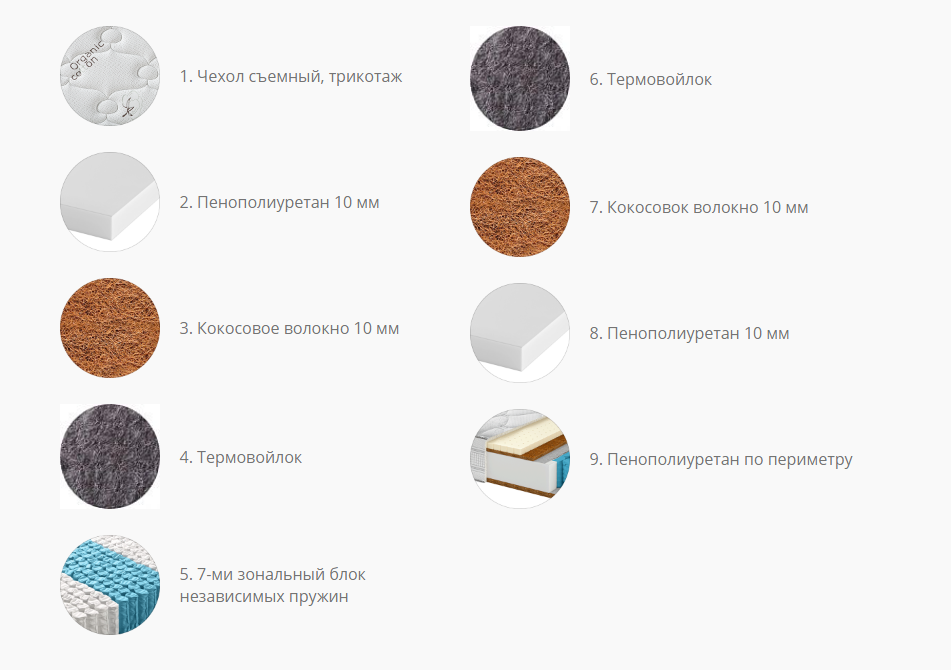 Organic
cotton
1. Чехол съемный, трикотаж
2. Пенополиуретан 10 мм
3. Кокосовое волокно 10 мм
4. Термовойлок
5. 7-ми зональный блок
независимых пружин
6. Термовойлок
7. Кокосовок волокно 10 мм
8. Пенополиуретан 10 мм
9. Пенополиуретан по периметру